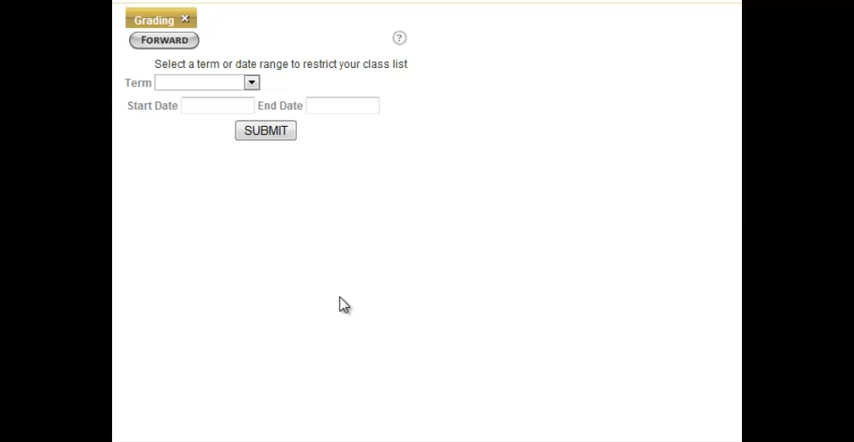 Grading ×
FORWARD
?
Select a term or date range to restrict your class list
Term
Start Date End Date
SUBMIT